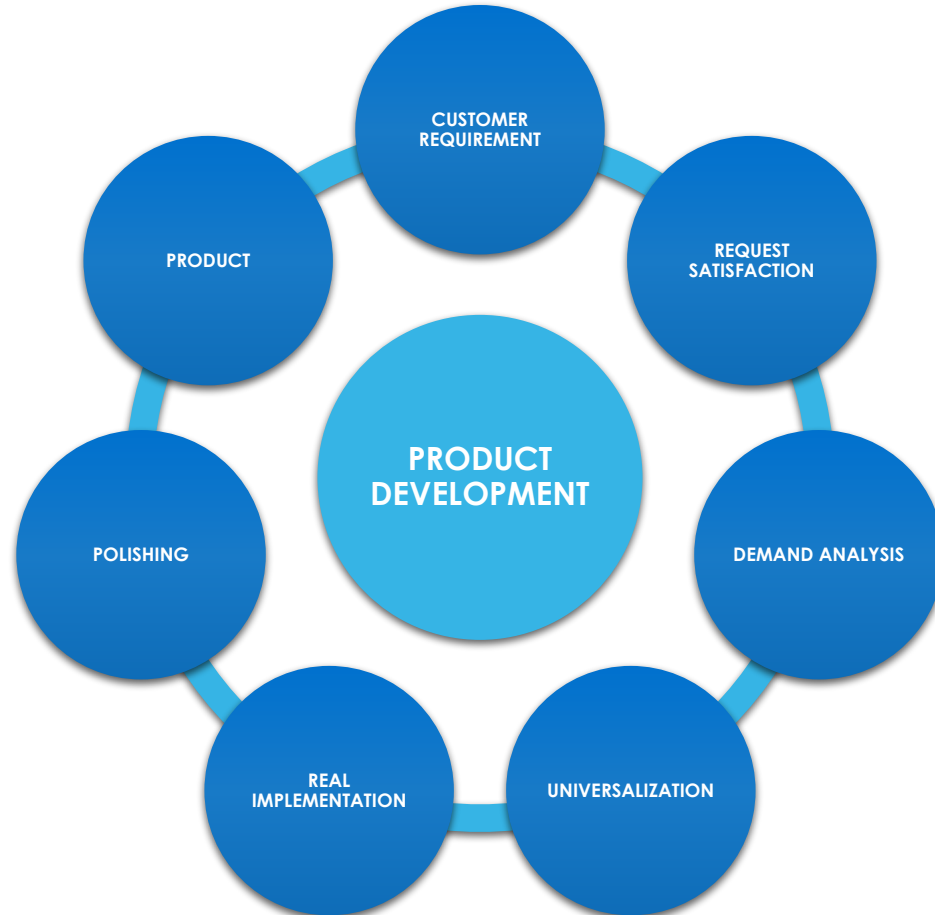 CUSTOMER
REQUIREMENT
REQUEST
SATISFACTION
DEMAND ANALYSIS
UNIVERSALIZATION
REAL
IMPLEMENTATION
POLISHING
PRODUCT
PRODUCT
DEVELOPMENT